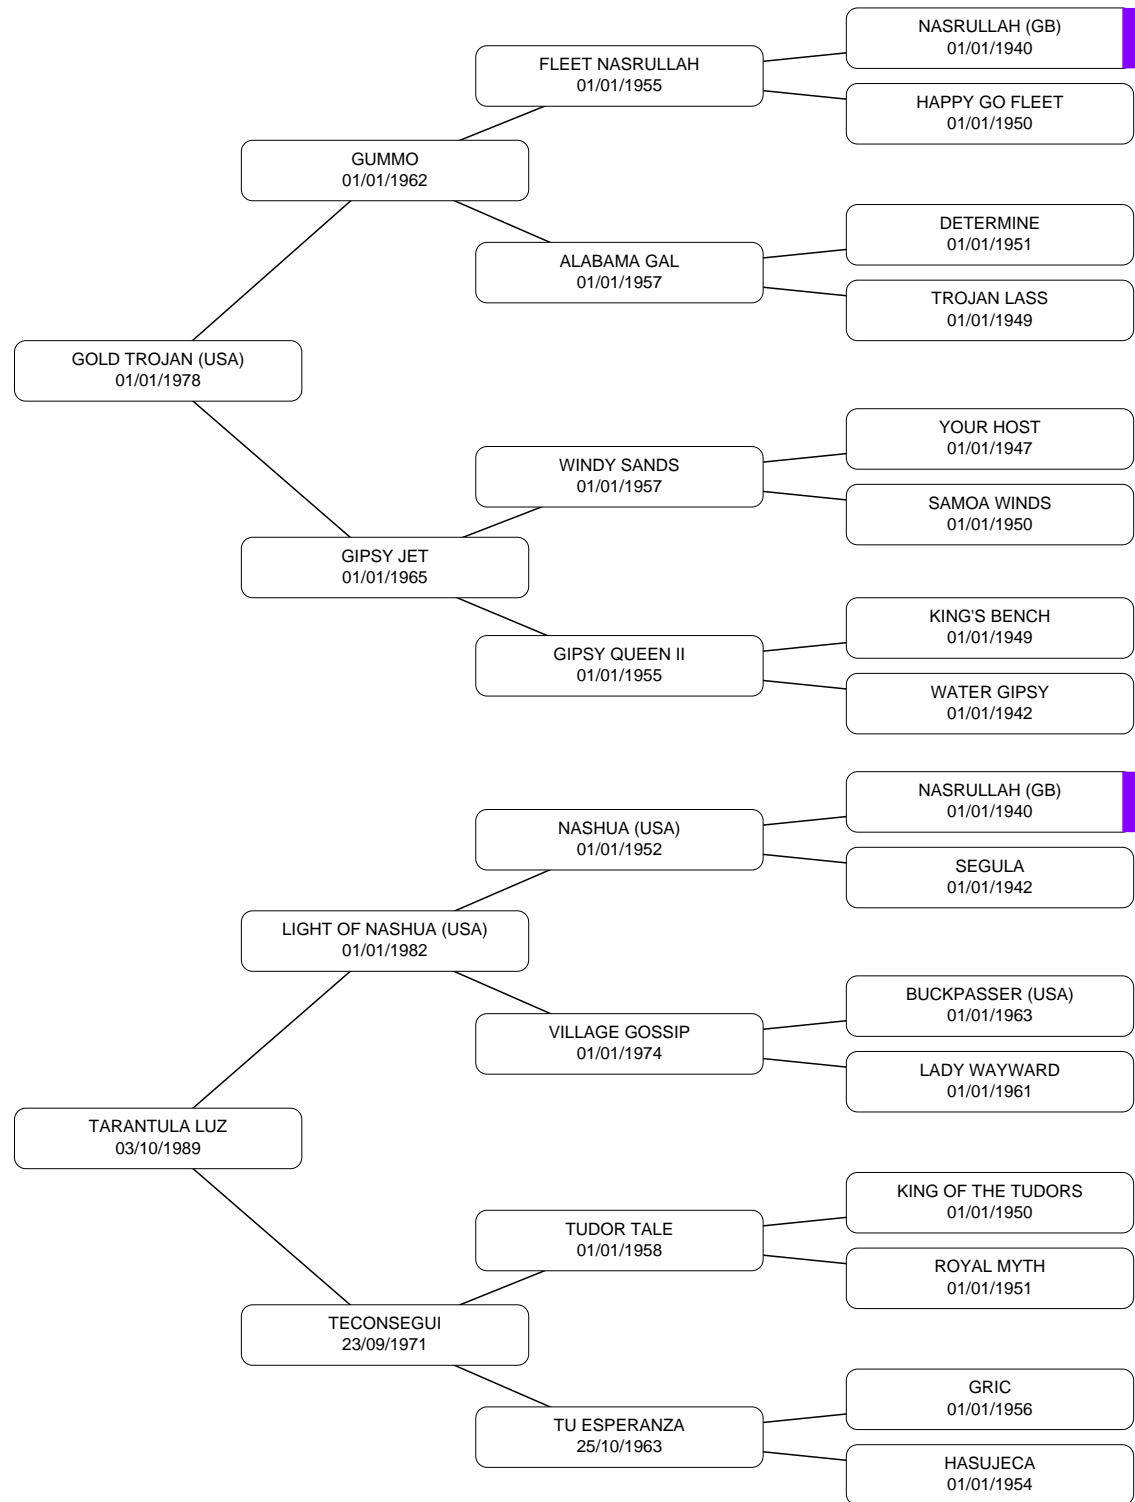 NASRULLAH (GB)
01/01/1940
FLEET NASRULLAH
01/01/1955
HAPPY GO FLEET
01/01/1950
GUMMO
01/01/1962
DETERMINE
01/01/1951
ALABAMA GAL
01/01/1957
TROJAN LASS
01/01/1949
GOLD TROJAN (USA)
01/01/1978
YOUR HOST
01/01/1947
WINDY SANDS
01/01/1957
SAMOA WINDS
01/01/1950
GIPSY JET
01/01/1965
KING'S BENCH
01/01/1949
GIPSY QUEEN II
01/01/1955
WATER GIPSY
01/01/1942
NASRULLAH (GB)
01/01/1940
NASHUA (USA)
01/01/1952
SEGULA
01/01/1942
LIGHT OF NASHUA (USA)
01/01/1982
BUCKPASSER (USA)
01/01/1963
VILLAGE GOSSIP
01/01/1974
LADY WAYWARD
01/01/1961
TARANTULA LUZ
03/10/1989
KING OF THE TUDORS
01/01/1950
TUDOR TALE
01/01/1958
ROYAL MYTH
01/01/1951
TECONSEGUI
23/09/1971
GRIC
01/01/1956
TU ESPERANZA
25/10/1963
HASUJECA
01/01/1954